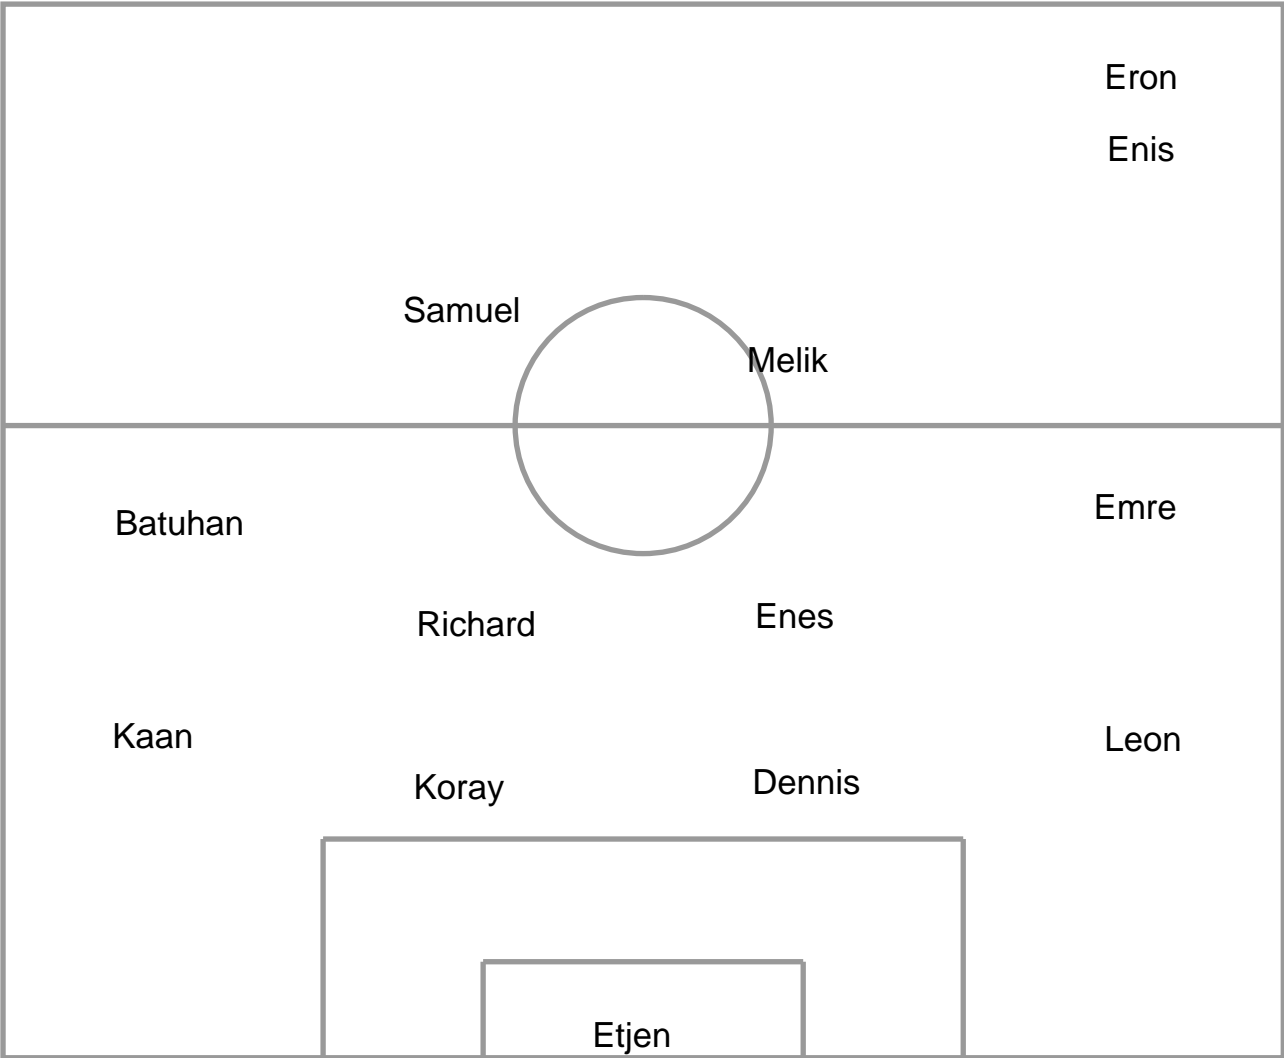 Eron
Enis
Samuel
Melik
Batuhan
Emre
Richard
Enes
Kaan
Leon
Koray
Dennis
Etjen